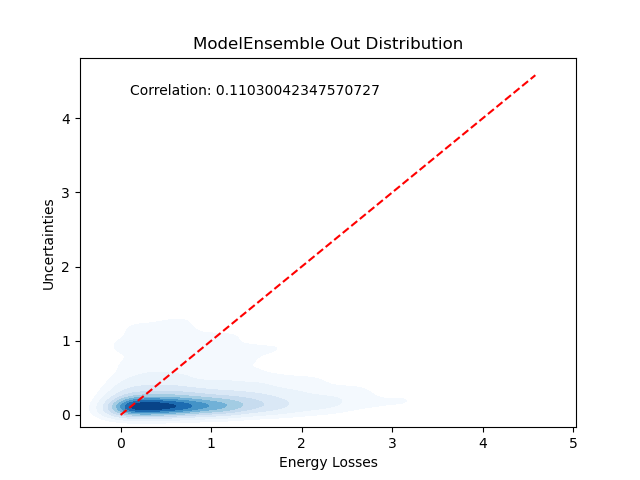 ModelEnsemble Out Distribution
Correlation: 0.11030042347570727
Uncertainties
4
3
2
1
0
0 1 2 3 4 5
Energy Losses